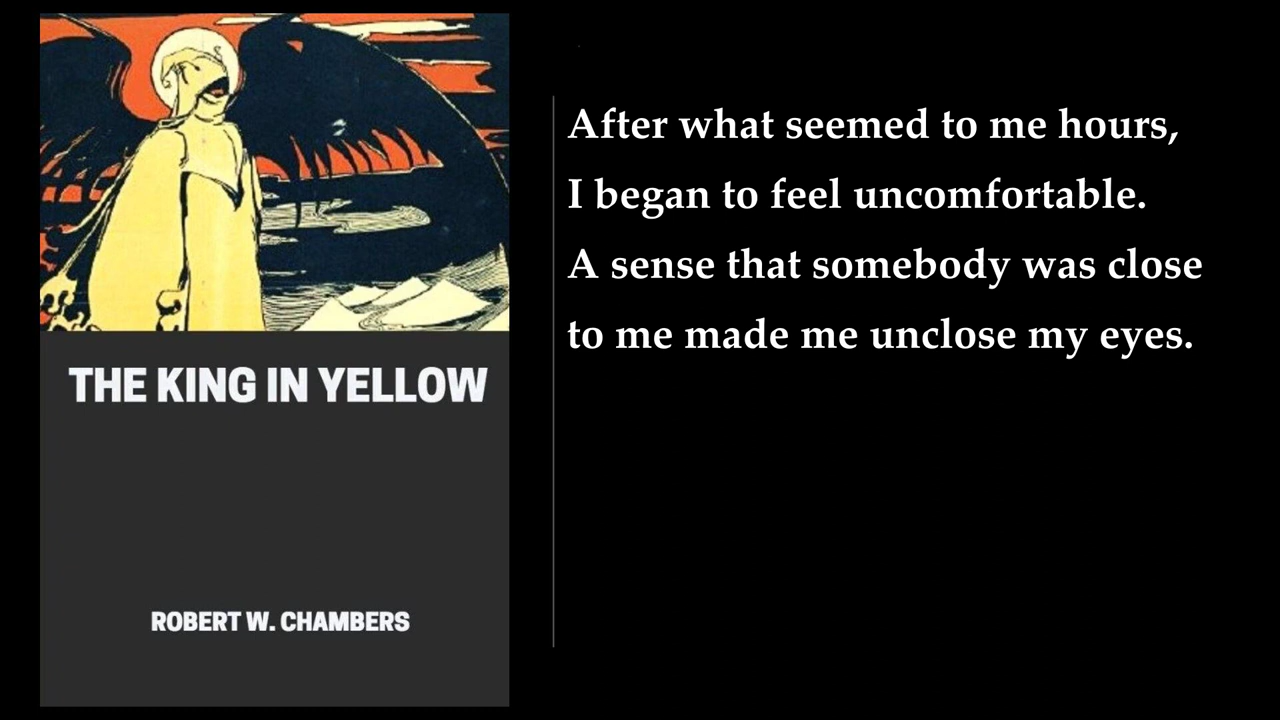 THE KING IN YELLOW
ROBERT W. CHAMBERS
After what seemed to me hours,
I began to feel uncomfortable.
A sense that somebody was close
to me made me unclose my eyes.